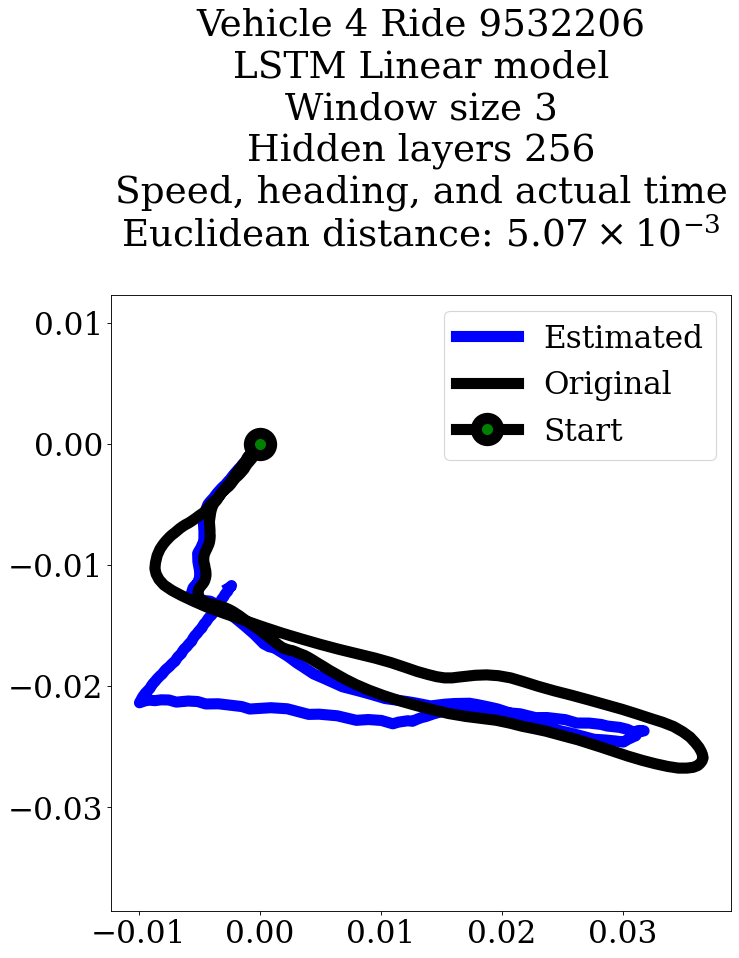 Vehicle 4 Ride 9532206
LSTM Linear model
Window size 3
Hidden layers 256
Speed, heading, and actual time
Euclidean distance: 5.07 × 10⁻³
Estimated
Original
Start
0.01
0.00
−0.01
−0.02
−0.03
−0.01 0.00 0.01 0.02 0.03